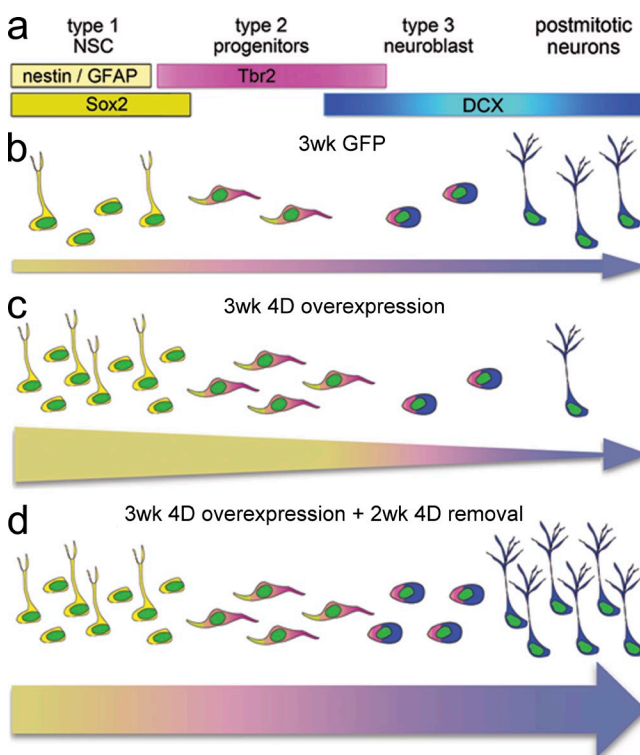 a
type 1
NSC
type 2
progenitors
type 3
neuroblast
postmitotic
neurons
nestin / GFAP
Tbr2
Sox2
DCX
b
3wk GFP
c
3wk 4D overexpression
d
3wk 4D overexpression + 2wk 4D removal